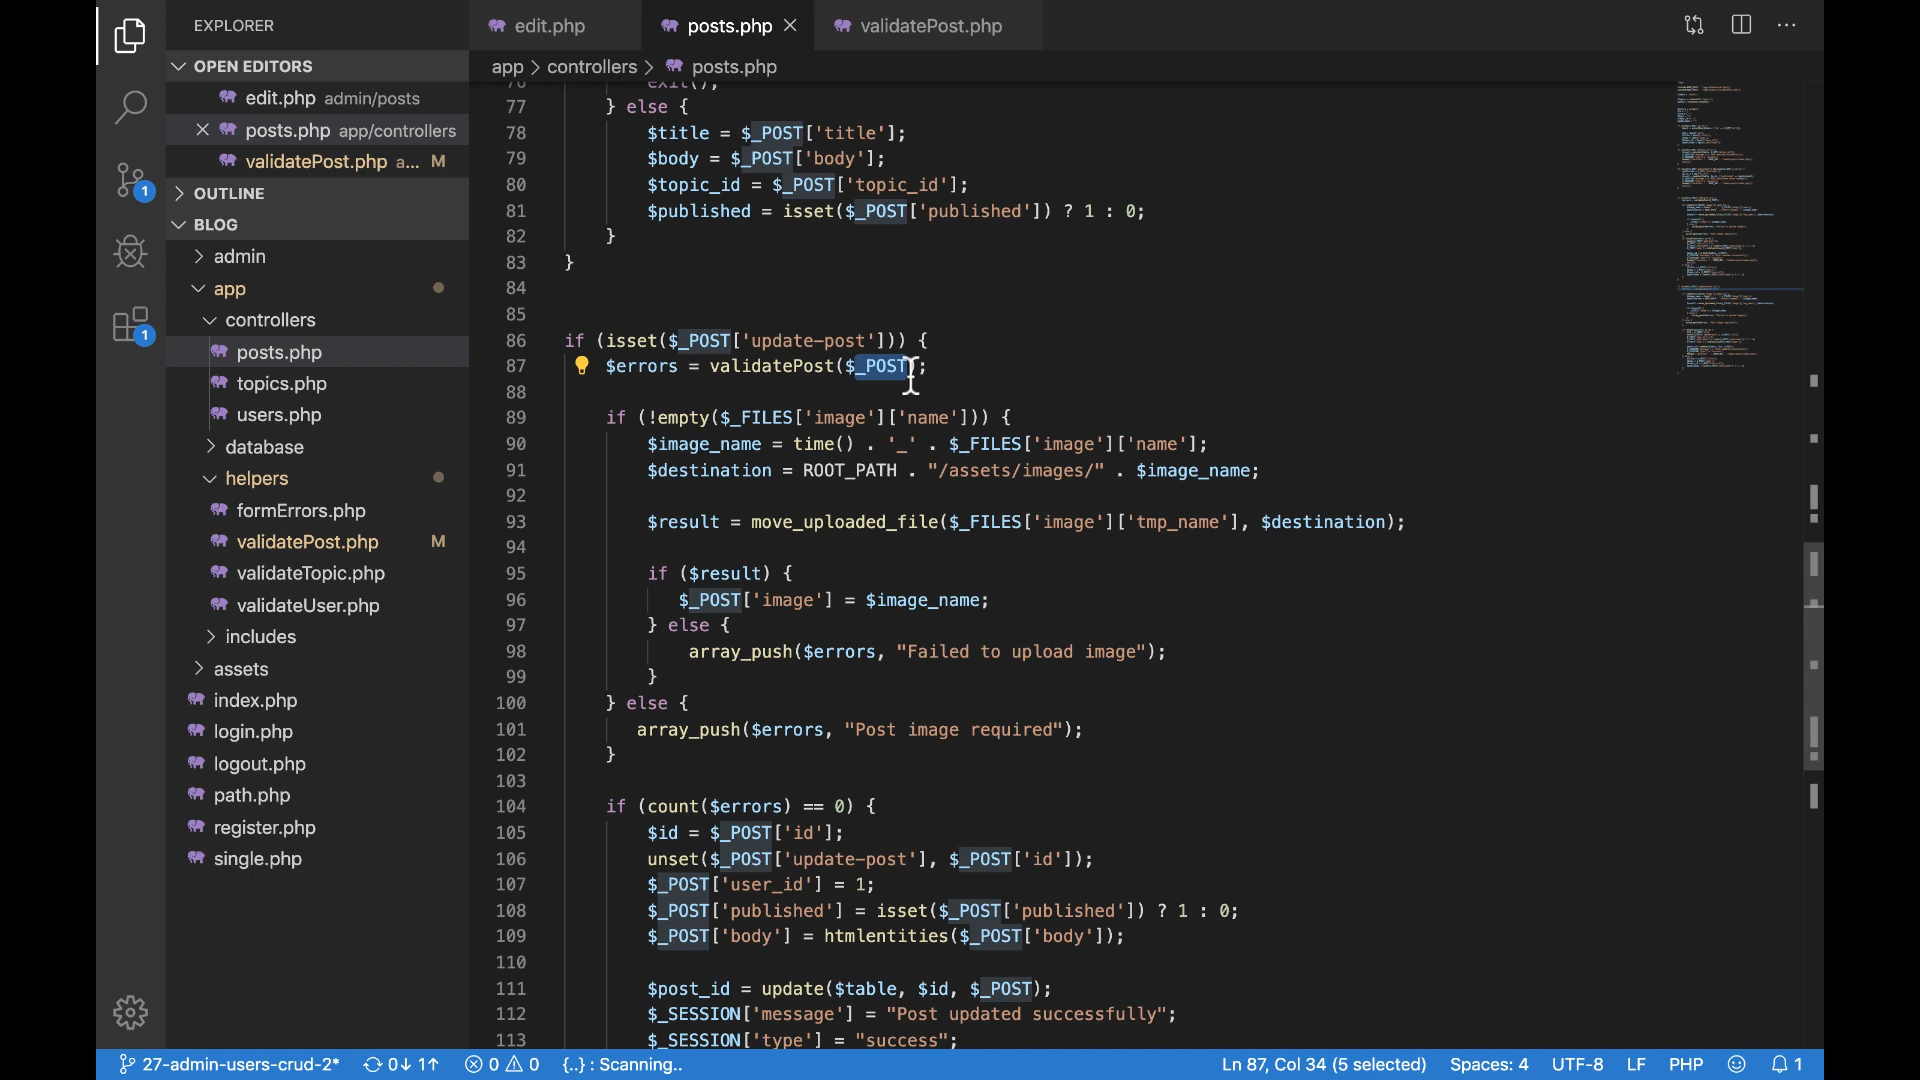 EXPLORER
OPEN EDITORS
edit.php admin/posts
posts.php app/controllers
validatePost.php a... M
OUTLINE
BLOG
admin
app
controllers
posts.php
topics.php
users.php
database
helpers
formErrors.php
validatePost.php M
validateTopic.php
validateUser.php
includes
assets
index.php
login.php
logout.php
path.php
register.php
single.php
1
1
edit.php posts.php validatePost.php
app > controllers > posts.php
76 exit();
77 } else {
78 $title = $_POST['title'];
79 $body = $_POST['body'];
80 $topic_id = $_POST['topic_id'];
81 $published = isset($_POST['published']) ? 1 : 0;
82 }
83 }
84
85
86 if (isset($_POST['update-post'])) {
87 $errors = validatePost($_POST);
88
89 if (!empty($_FILES['image']['name'])) {
90 $image_name = time() . '_' . $_FILES['image']['name'];
91 $destination = ROOT_PATH . "/assets/images/" . $image_name;
92
93 $result = move_uploaded_file($_FILES['image']['tmp_name'], $destination);
94
95 if ($result) {
96 $_POST['image'] = $image_name;
97 } else {
98 array_push($errors, "Failed to upload image");
99 }
100 } else {
101 array_push($errors, "Post image required");
102 }
103
104 if (count($errors) == 0) {
105 $id = $_POST['id'];
106 unset($_POST['update-post'], $_POST['id']);
107 $_POST['user_id'] = 1;
108 $_POST['published'] = isset($_POST['published']) ? 1 : 0;
109 $_POST['body'] = htmlentities($_POST['body']);
110
111 $post_id = update($table, $id, $_POST);
112 $_SESSION['message'] = "Post updated successfully";
113 $_SESSION['type'] = "success";
27-admin-users-crud-2* 0↓ 1↑ 0 0 {..} : Scanning.. Ln 87, Col 34 (5 selected) Spaces: 4 UTF-8 LF PHP 1